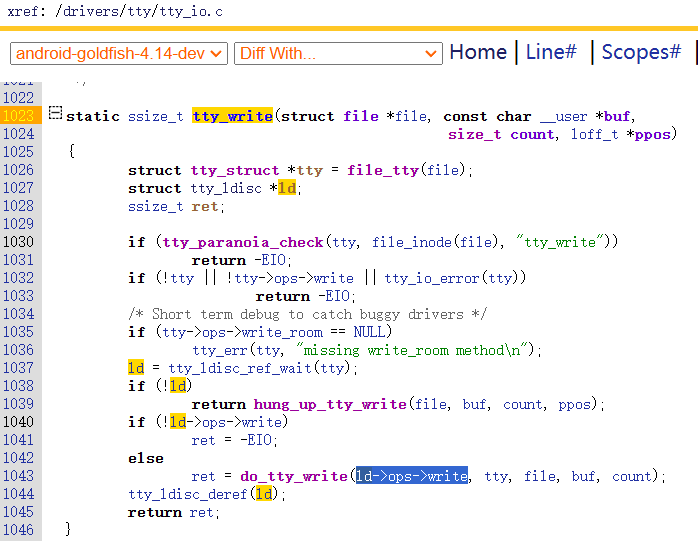 xref: /drivers/tty/tty_io.c
android-goldfish-4.14-dev Diff With... Home | Line# | Scopes# |
1022
1023 static ssize_t tty_write(struct file *file, const char __user *buf,
1024 size_t count, loff_t *ppos)
1025 {
1026 struct tty_struct *tty = file_tty(file);
1027 struct tty_ldisc *ld;
1028 ssize_t ret;
1029
1030 if (tty_paranoia_check(tty, file_inode(file), "tty_write"))
1031 return -EIO;
1032 if (!tty || !tty->ops->write || tty_io_error(tty))
1033 return -EIO;
1034 /* Short term debug to catch buggy drivers */
1035 if (tty->ops->write_room == NULL)
1036 tty_err(tty, "missing write_room method\n");
1037 ld = tty_ldisc_ref_wait(tty);
1038 if (!ld)
1039 return hung_up_tty_write(file, buf, count, ppos);
1040 if (!ld->ops->write)
1041 ret = -EIO;
1042 else
1043 ret = do_tty_write(ld->ops->write, tty, file, buf, count);
1044 tty_ldisc_deref(ld);
1045 return ret;
1046 }